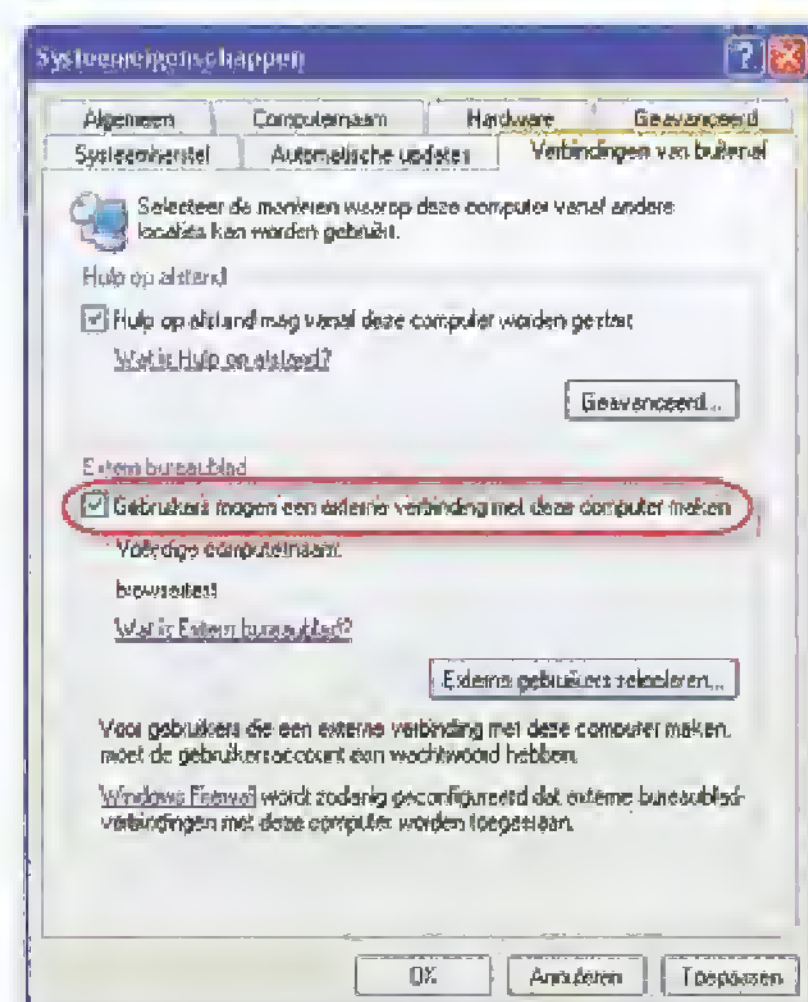 Systeemeigenschappen
Algemeen Computernaam Hardware Geavanceerd
Systeemherstel Automatische updates Verbindingen van buitenaf
Selecteer de manieren waarop deze computer vanaf andere
locaties kan worden gebruikt.
Hulp op afstand
Hulp op afstand mag vanaf deze computer worden gestart
Wat is Hulp op afstand?
Geavanceerd...
Extern bureaublad
Gebruikers mogen een externe verbinding met deze computer maken
Volledige computernaam:
browsertest
Wat is Extern bureaublad?
Externe gebruikers selecteren...
Voor gebruikers die een externe verbinding met deze computer maken,
moet de gebruikersaccount een wachtwoord hebben.
Windows Firewall wordt zodanig geconfigureerd dat externe-bureaublad-
verbindingen met deze computer worden toegestaan.
OK Annuleren Toepassen